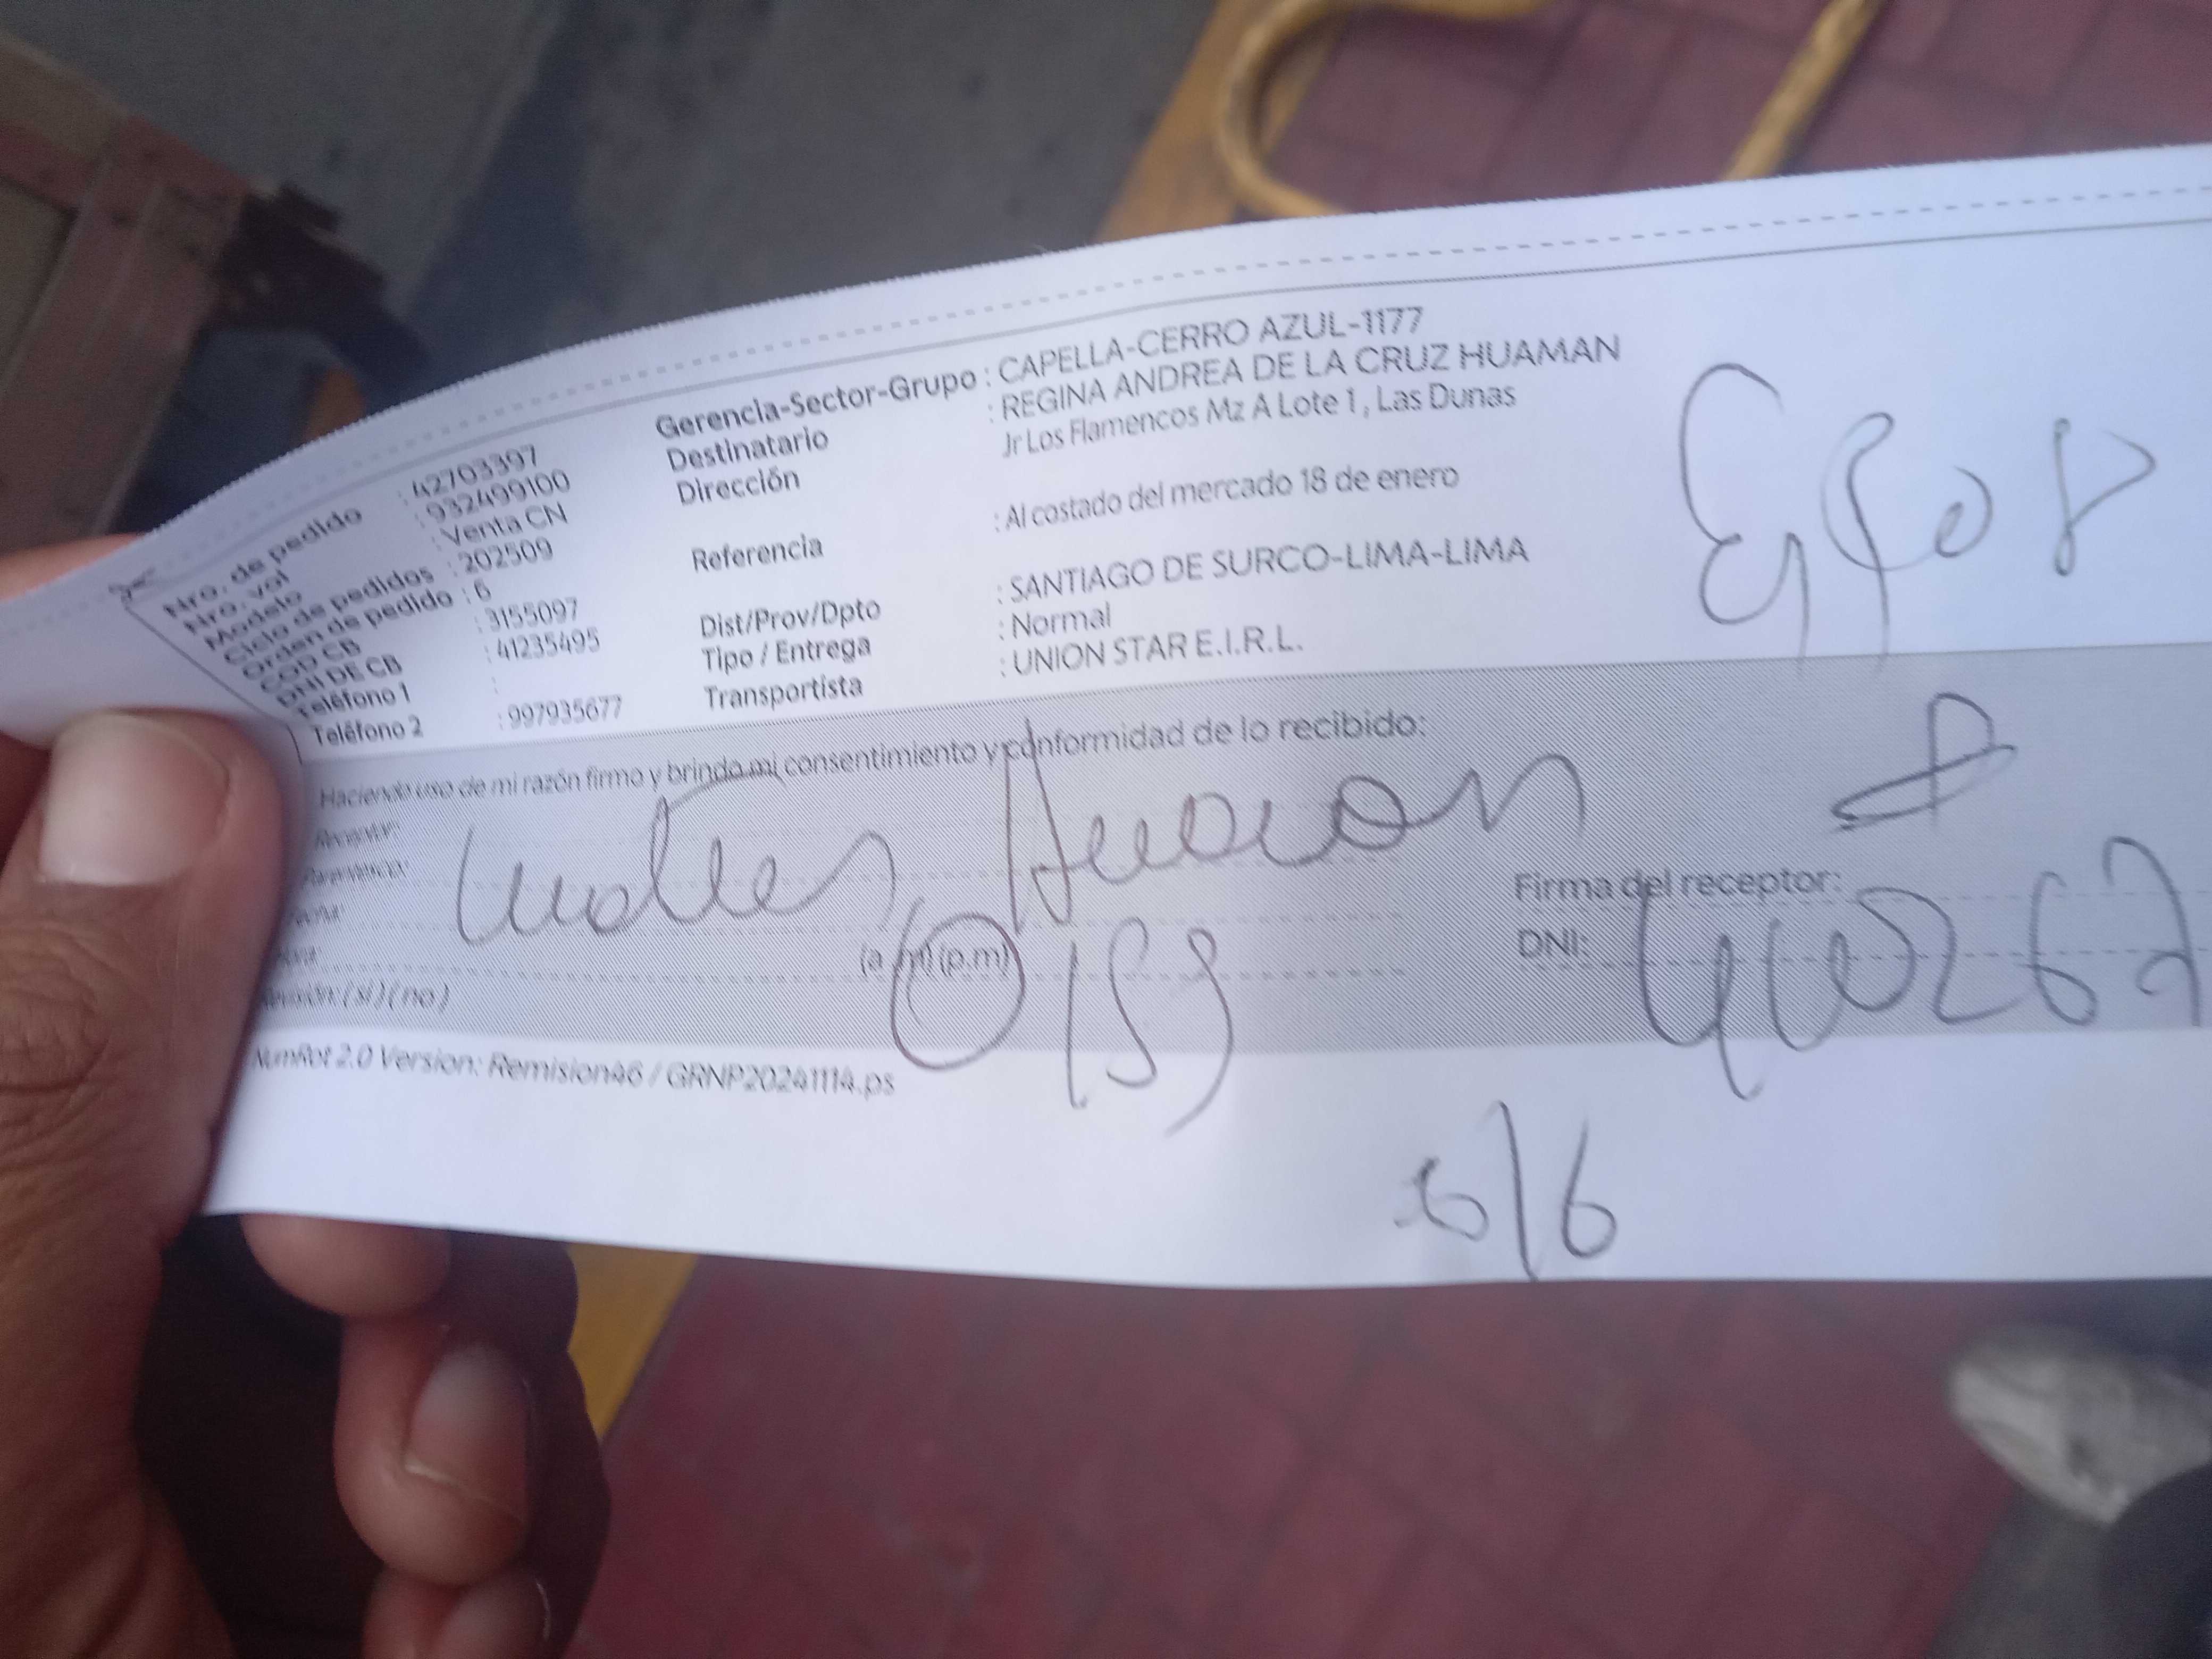 Nro. de pedido : 42703397
Nro. vol : 932499100
Modelo : Venta CN
Ciclo de pedidos : 202509
Orden de pedido : 6
COD CB : 3155097
DNI DE CB : 41235495
Teléfono 1 :
Teléfono 2 : 997935677
Gerencia-Sector-Grupo : CAPELLA-CERRO AZUL-1177
Destinatario : REGINA ANDREA DE LA CRUZ HUAMAN
Dirección Jr Los Flamencos Mz A Lote 1, Las Dunas
Referencia : Al costado del mercado 18 de enero
Dist/Prov/Dpto : SANTIAGO DE SURCO-LIMA-LIMA
Tipo / Entrega : Normal
Transportista : UNION STAR E.I.R.L.
Haciendo uso de mi razón firmo y brindo mi consentimiento y conformidad de lo recibido:
Receptor:
Parentesco:
Fecha:
Hora: (a.m) (p.m)
Revisión: (si) (no)
Firma del receptor:
DNI:
NumRot 2.0 Version: Remision46 / GRNP20241114.ps